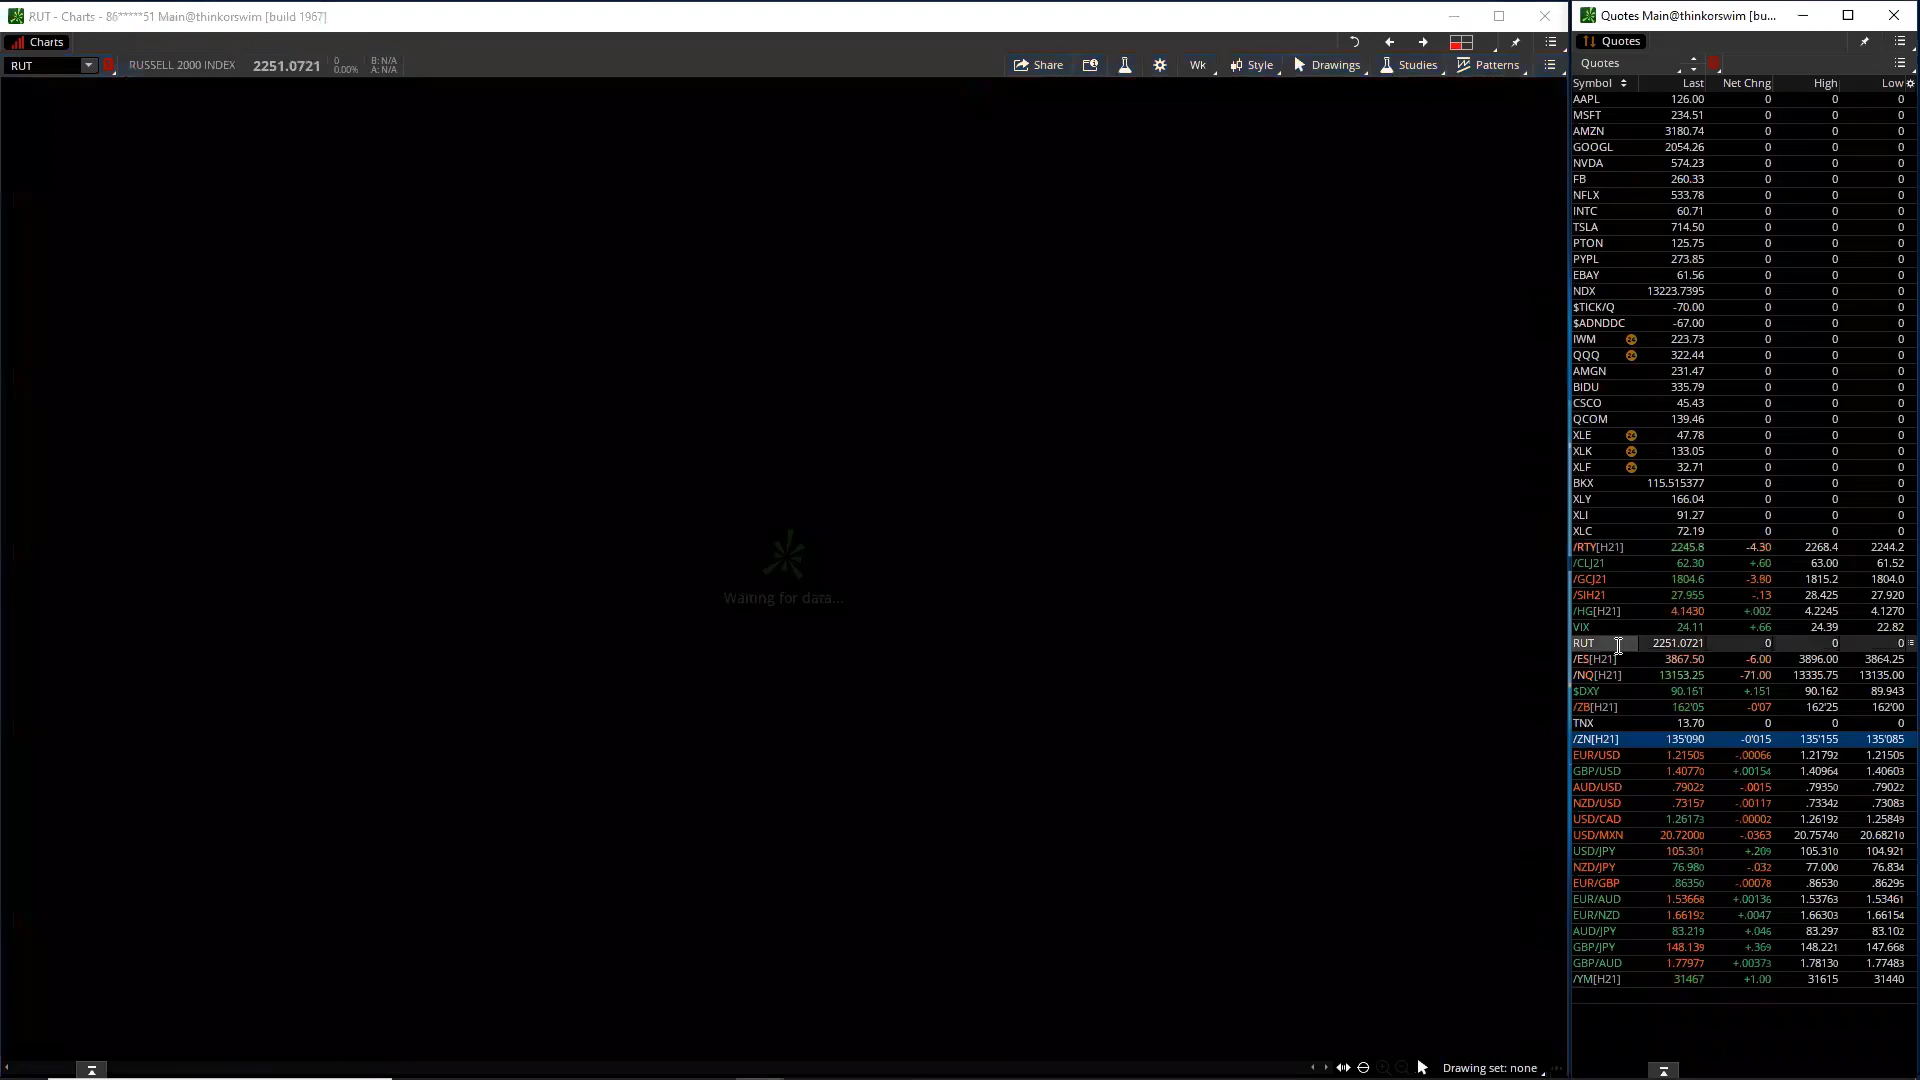 RUT - Charts - 86*****51 Main@thinkorswim [build 1967]
Charts
RUT RUSSELL 2000 INDEX 2251.0721 0 0.00% B: N/A A: N/A Share Wk Style Drawings Studies Patterns
Waiting for data...
Drawing set: none
Quotes Main@thinkorswim [bu...
Quotes
Quotes
Symbol Last Net Chng High Low
AAPL 126.00 0 0 0
MSFT 234.51 0 0 0
AMZN 3180.74 0 0 0
GOOGL 2054.26 0 0 0
NVDA 574.23 0 0 0
FB 260.33 0 0 0
NFLX 533.78 0 0 0
INTC 60.71 0 0 0
TSLA 714.50 0 0 0
PTON 125.75 0 0 0
PYPL 273.85 0 0 0
EBAY 61.56 0 0 0
NDX 13223.7395 0 0 0
$TICK/Q -70.00 0 0 0
$ADNDDC -67.00 0 0 0
IWM 24 223.73 0 0 0
QQQ 24 322.44 0 0 0
AMGN 231.47 0 0 0
BIDU 335.79 0 0 0
CSCO 45.43 0 0 0
QCOM 139.46 0 0 0
XLE 24 47.78 0 0 0
XLK 24 133.05 0 0 0
XLF 24 32.71 0 0 0
BKX 115.515377 0 0 0
XLY 166.04 0 0 0
XLI 91.27 0 0 0
XLC 72.19 0 0 0
/RTY[H21] 2245.8 -4.30 2268.4 2244.2
/CLJ21 62.30 +.60 63.00 61.52
/GCJ21 1804.6 -3.80 1815.2 1804.0
/SIH21 27.955 -.13 28.425 27.920
/HG[H21] 4.1430 +.002 4.2245 4.1270
VIX 24.11 +.66 24.39 22.82
RUT 2251.0721 0 0 0
/ES[H21] 3867.50 -6.00 3896.00 3864.25
/NQ[H21] 13153.25 -71.00 13335.75 13135.00
$DXY 90.161 +.151 90.162 89.943
/ZB[H21] 162'05 -0'07 162'25 162'00
TNX 13.70 0 0 0
/ZN[H21] 135'090 -0'015 135'155 135'085
EUR/USD 1.21505 -.00066 1.21792 1.21505
GBP/USD 1.40770 +.00154 1.40964 1.40603
AUD/USD .79022 -.0015 .79350 .79022
NZD/USD .73157 -.00117 .73342 .73083
USD/CAD 1.26173 -.00002 1.26192 1.25849
USD/MXN 20.72000 -.0363 20.75740 20.68210
USD/JPY 105.301 +.209 105.310 104.921
NZD/JPY 76.980 -.032 77.000 76.834
EUR/GBP .86350 -.00078 .86530 .86295
EUR/AUD 1.53668 +.00136 1.53763 1.53461
EUR/NZD 1.66192 +.0047 1.66303 1.66154
AUD/JPY 83.219 +.046 83.297 83.102
GBP/JPY 148.139 +.369 148.221 147.668
GBP/AUD 1.77977 +.00373 1.78130 1.77483
/YM[H21] 31467 +1.00 31615 31440